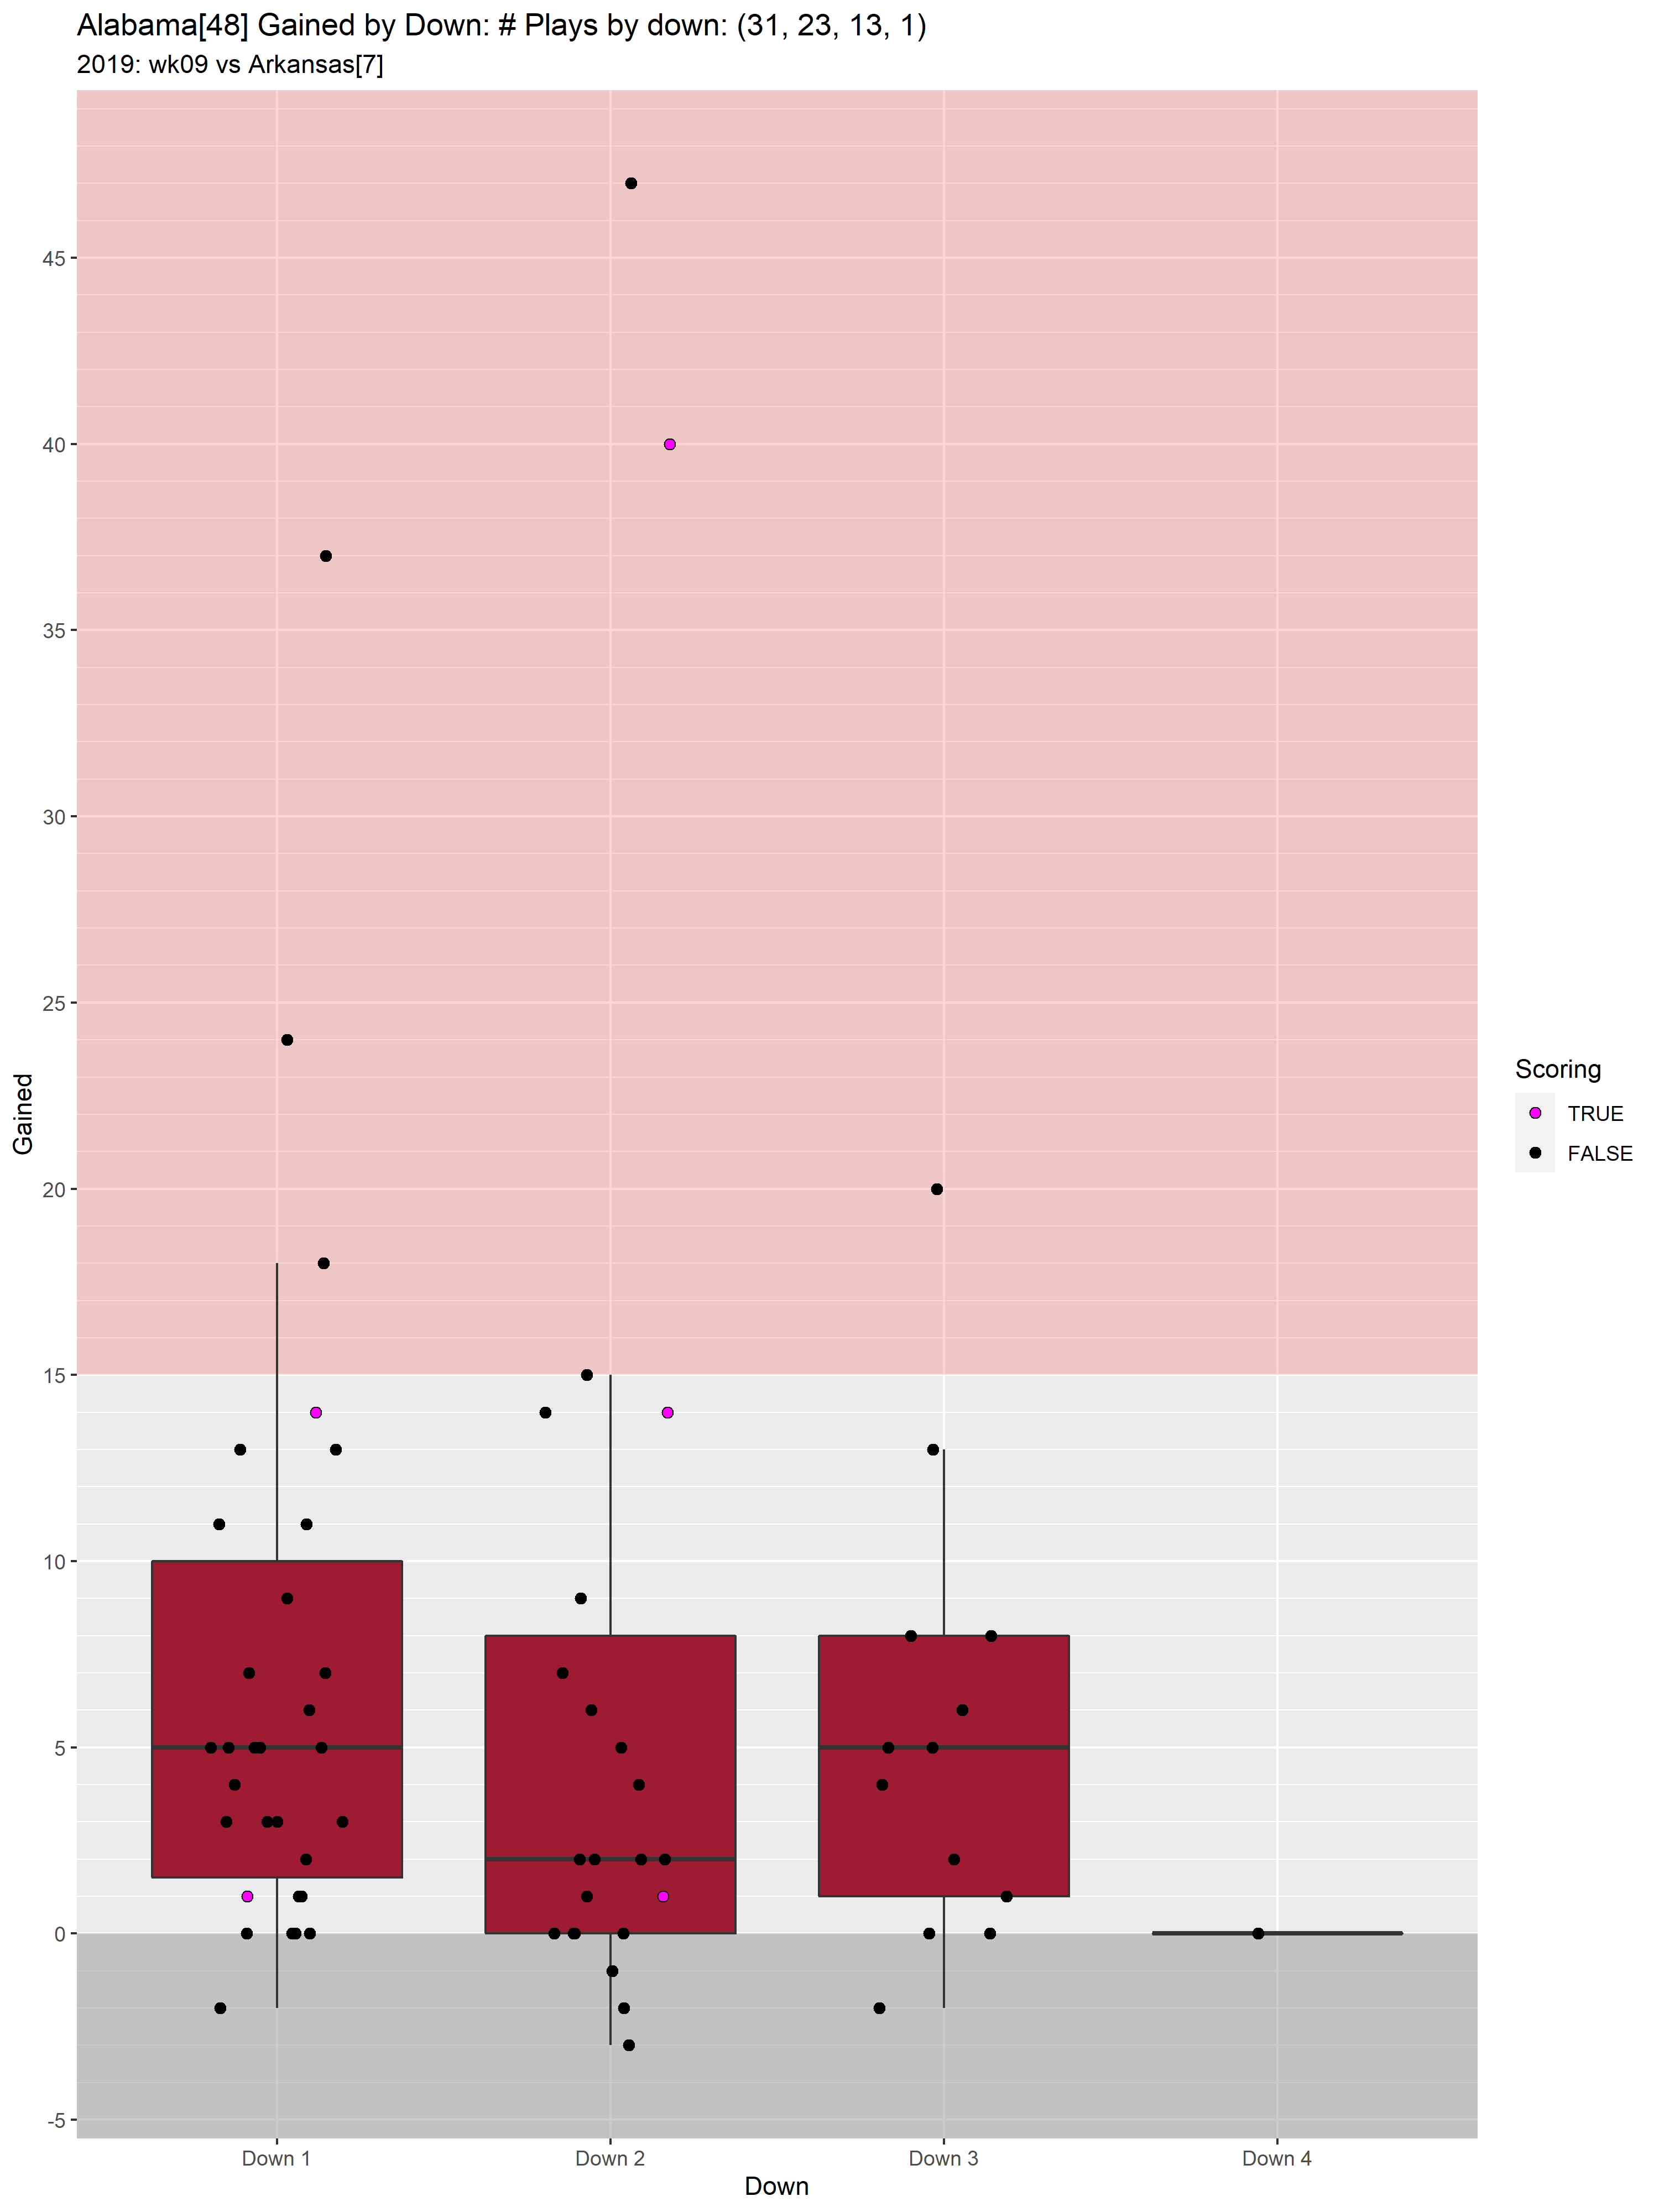 Alabama[48] Gained by Down: # Plays by down: (31, 23, 13, 1)
2019: wk09 vs Arkansas[7]
45
40
35
30
25
20
15
10
5
0
-5
Gained
Down 1 Down 2 Down 3 Down 4
Down
Scoring
TRUE
FALSE